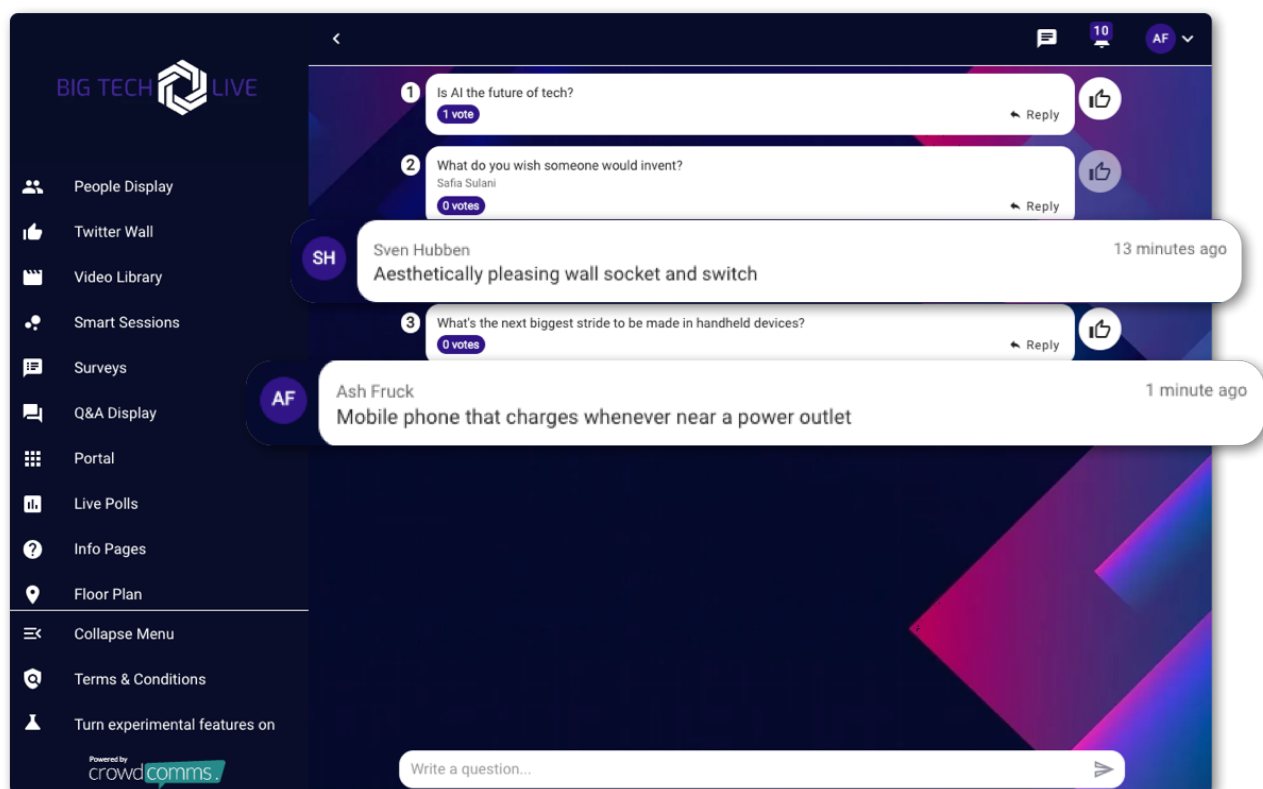 BIG TECH LIVE
People Display
Twitter Wall
Video Library
Smart Sessions
Surveys
Q&A Display
Portal
Live Polls
Info Pages
Floor Plan
Collapse Menu
Terms & Conditions
Turn experimental features on
Powered by
crowdcomms.
10
AF
1
Is AI the future of tech?
1 vote
Reply
2
What do you wish someone would invent?
Safia Sulani
0 votes
Reply
SH
Sven Hubben
13 minutes ago
Aesthetically pleasing wall socket and switch
3
What's the next biggest stride to be made in handheld devices?
0 votes
Reply
AF
Ash Fruck
1 minute ago
Mobile phone that charges whenever near a power outlet
Write a question...